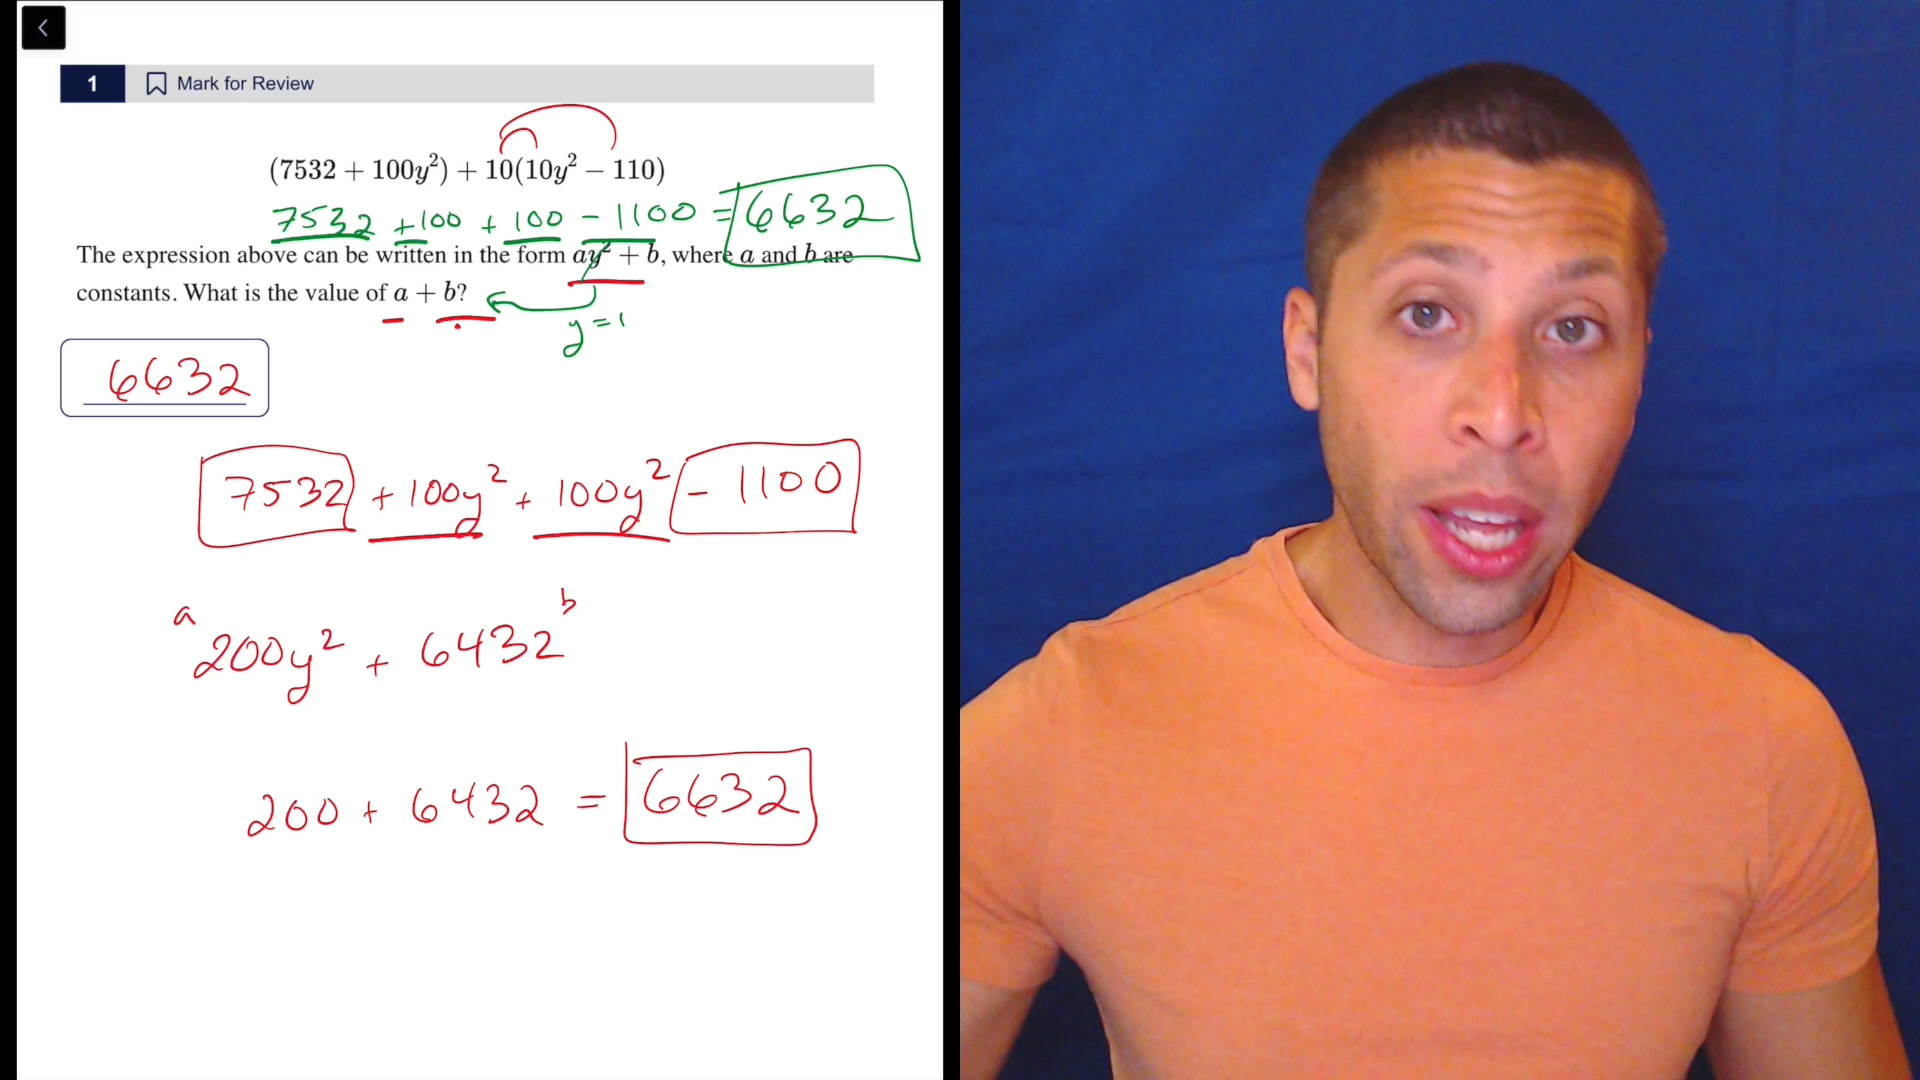 1 Mark for Review
(7532 + 100y²) + 10(10y² − 110)
7532 + 100 + 100 − 1100 = 6632
The expression above can be written in the form ay² + b, where a and b are
constants. What is the value of a + b?
y = 1
6632
7532 + 100y² + 100y² − 1100
a b
200y² + 6432
200 + 6432 = 6632